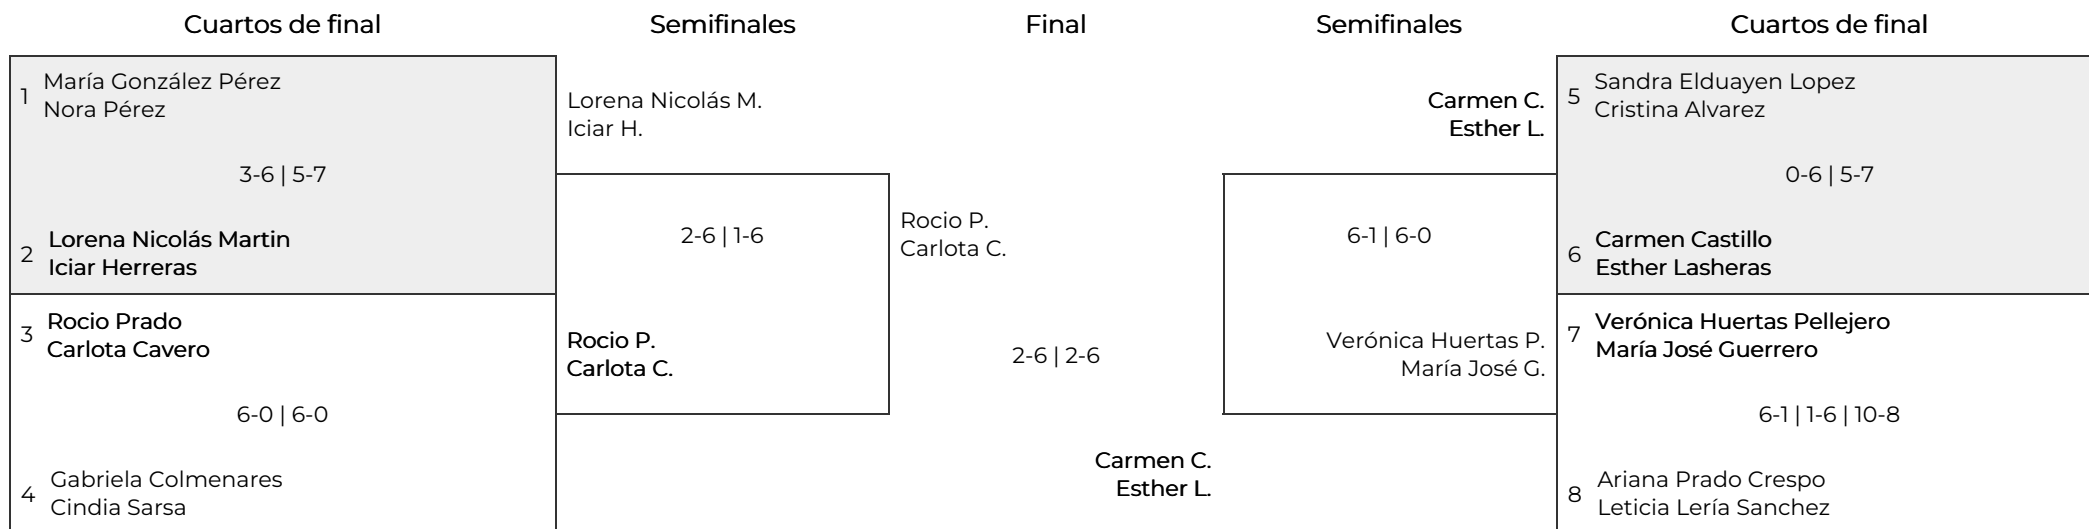 Cuartos de final
Semifinales
Final
Semifinales
Cuartos de final
1
María González Pérez
Nora Pérez
3-6 | 5-7
2
Lorena Nicolás Martin
Iciar Herreras
3
Rocio Prado
Carlota Cavero
6-0 | 6-0
4
Gabriela Colmenares
Cindia Sarsa
Lorena Nicolás M.
Iciar H.
2-6 | 1-6
Rocio P.
Carlota C.
Rocio P.
Carlota C.
2-6 | 2-6
Carmen C.
Esther L.
Carmen C.
Esther L.
6-1 | 6-0
Verónica Huertas P.
María José G.
5
Sandra Elduayen Lopez
Cristina Alvarez
0-6 | 5-7
6
Carmen Castillo
Esther Lasheras
7
Verónica Huertas Pellejero
María José Guerrero
6-1 | 1-6 | 10-8
8
Ariana Prado Crespo
Leticia Lería Sanchez